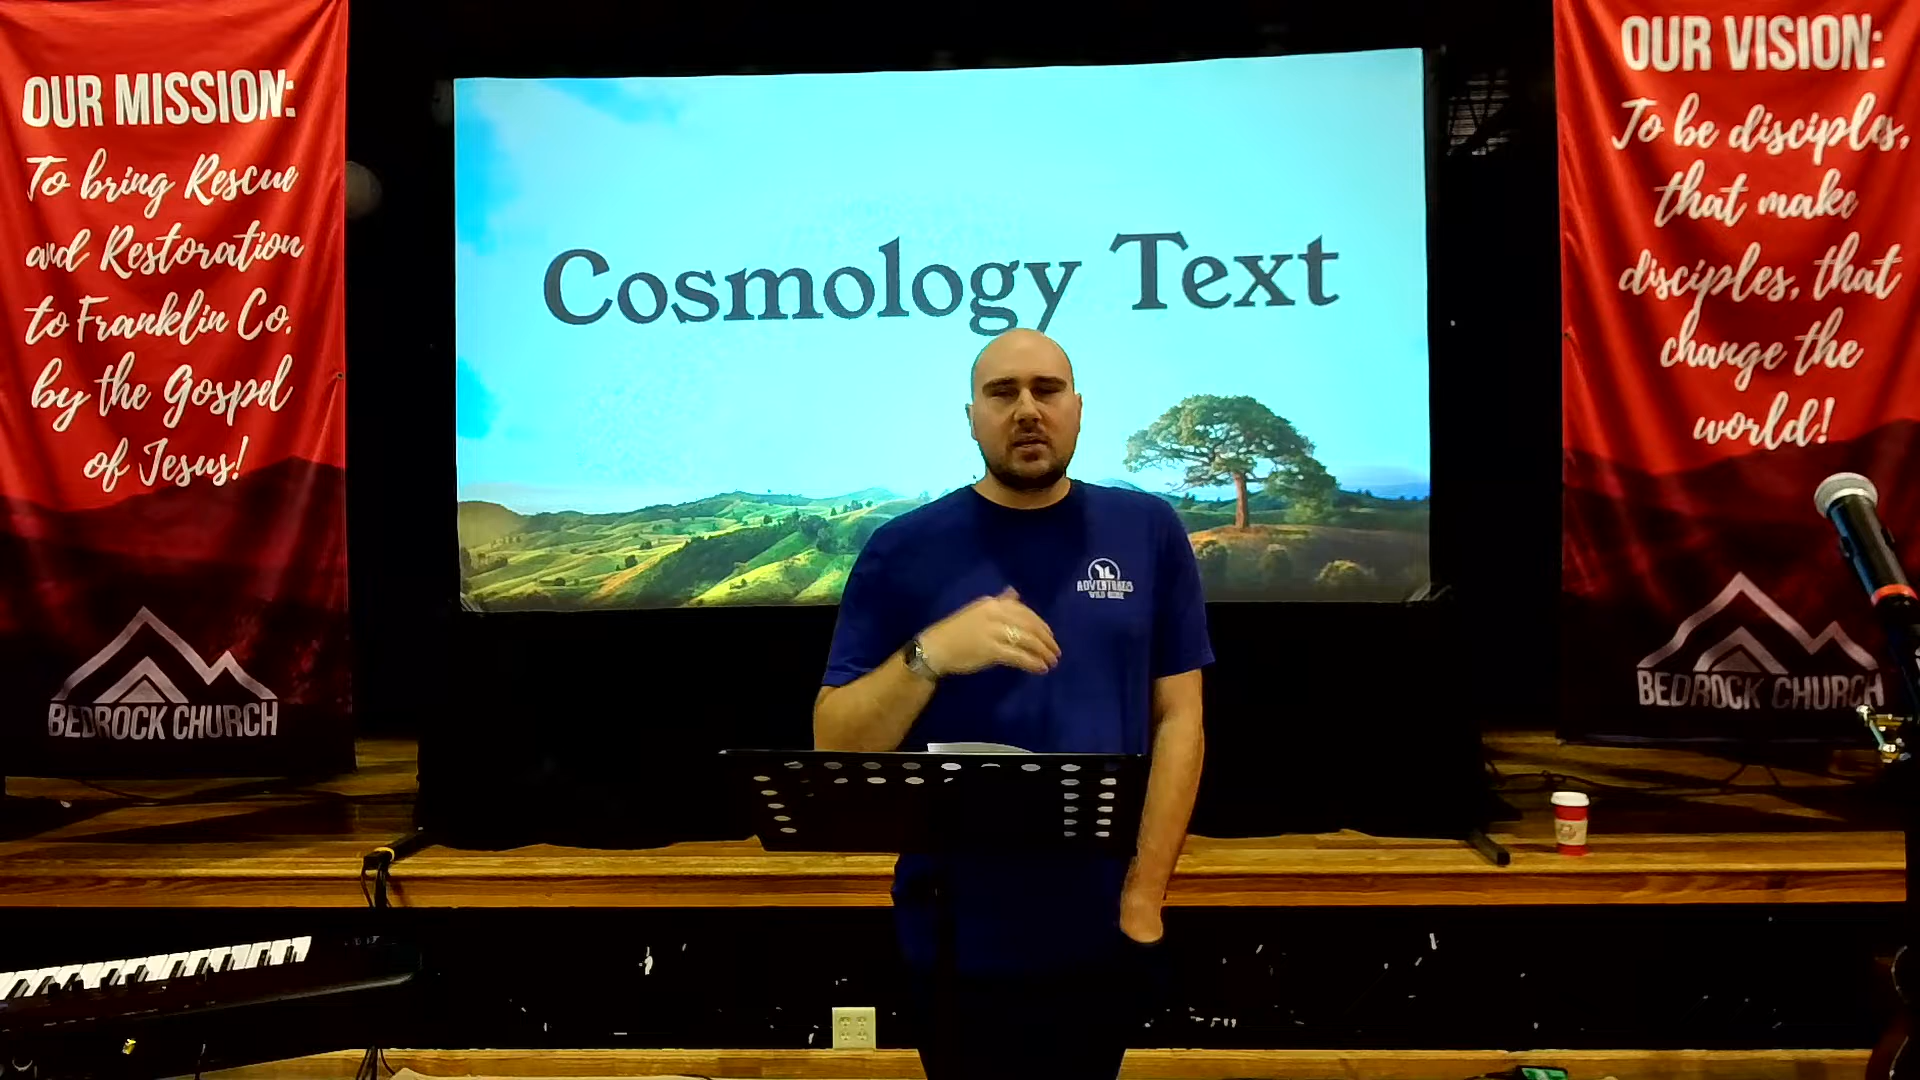 OUR MISSION:
To bring Rescue
and Restoration
to Franklin Co.
by the Gospel
of Jesus!
BEDROCK CHURCH
Cosmology Text
ADVENTURES
OUR VISION:
To be disciples,
that make
disciples, that
change the
world!
BEDROCK CHURCH